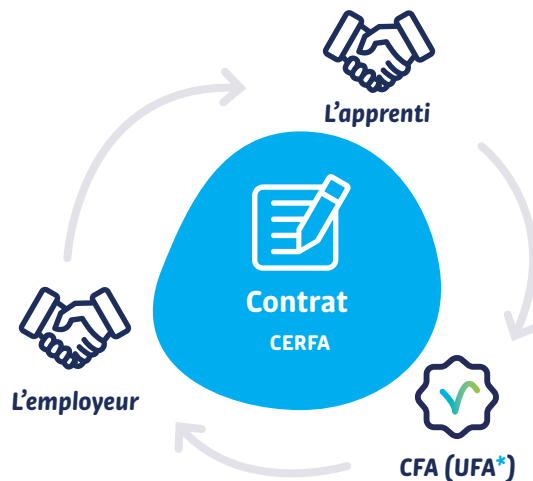 L'apprenti
Contrat
CERFA
L'employeur
CFA (UFA*)